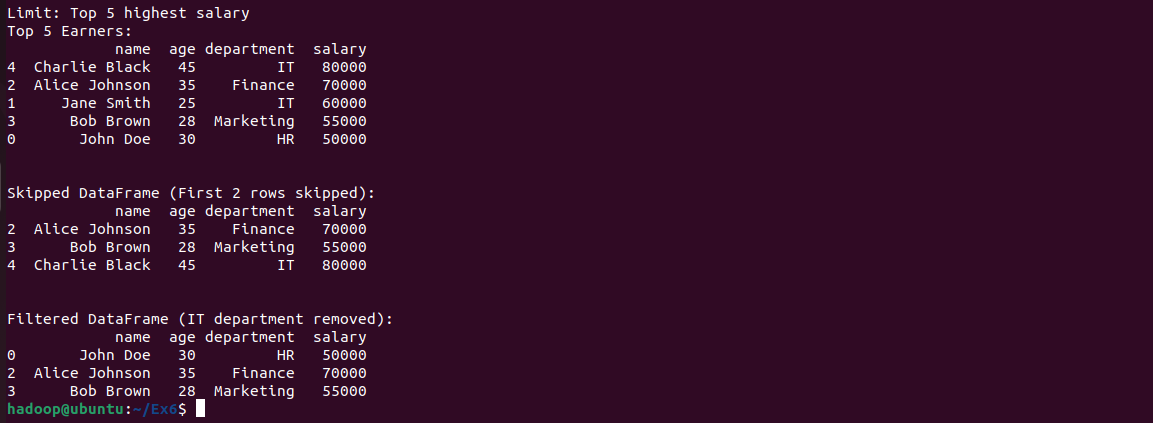 Limit: Top 5 highest salary
Top 5 Earners:
            name  age department  salary
4  Charlie Black   45         IT   80000
2  Alice Johnson   35    Finance   70000
1     Jane Smith   25         IT   60000
3      Bob Brown   28  Marketing   55000
0       John Doe   30         HR   50000
Skipped DataFrame (First 2 rows skipped):
            name  age department  salary
2  Alice Johnson   35    Finance   70000
3      Bob Brown   28  Marketing   55000
4  Charlie Black   45         IT   80000
Filtered DataFrame (IT department removed):
            name  age department  salary
0       John Doe   30         HR   50000
2  Alice Johnson   35    Finance   70000
3      Bob Brown   28  Marketing   55000
hadoop@ubuntu:~/Ex6$